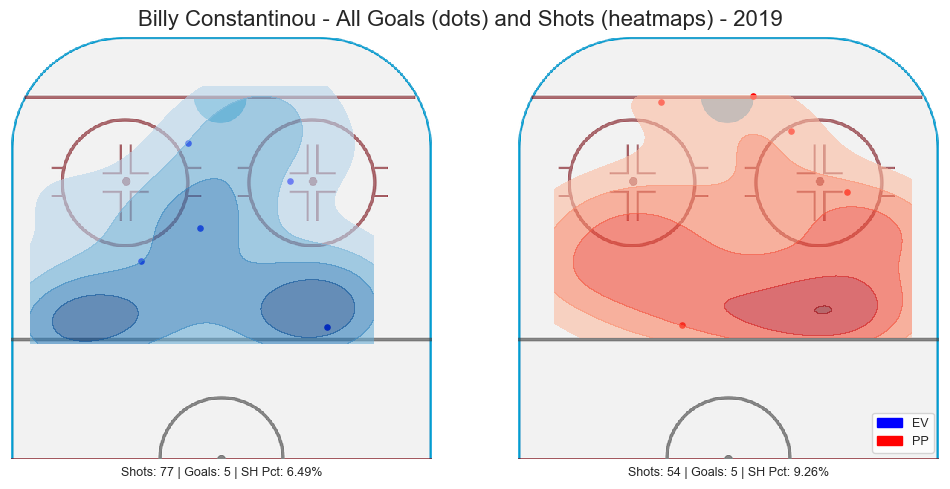 Billy Constantinou - All Goals (dots) and Shots (heatmaps) - 2019
EV
PP
Shots: 77 | Goals: 5 | SH Pct: 6.49%
Shots: 54 | Goals: 5 | SH Pct: 9.26%